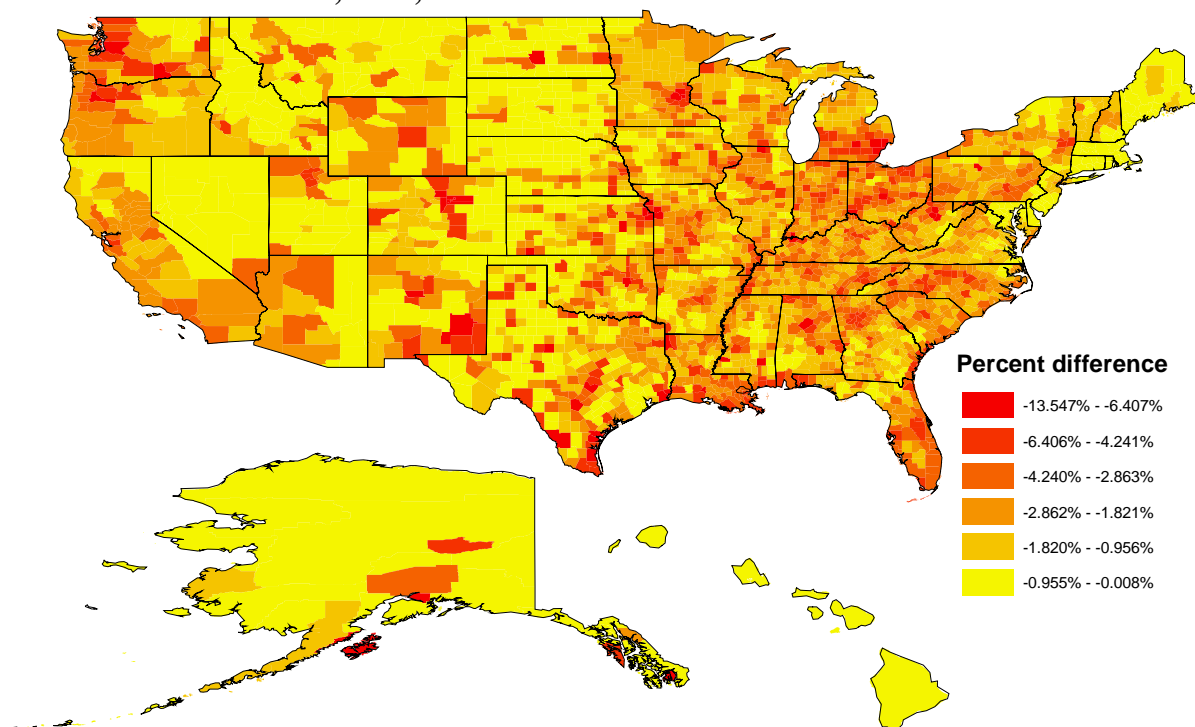 Percent difference
-13.547% - -6.407%
-6.406% - -4.241%
-4.240% - -2.863%
-2.862% - -1.821%
-1.820% - -0.956%
-0.955% - -0.008%